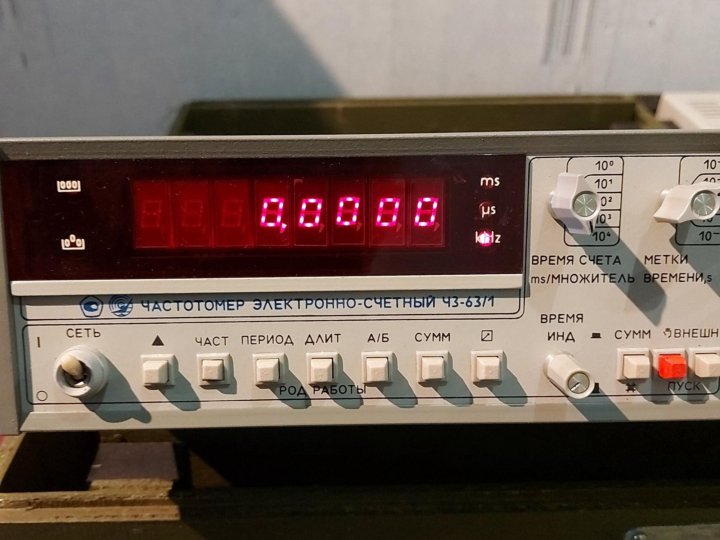 ms
μs
kHz
0,0000
ЧАСТОТОМЕР ЭЛЕКТРОННО-СЧЕТНЫЙ Ч3-63/1
10⁰
10¹
10²
10³
10⁴
ВРЕМЯ СЧЕТА
ms/МНОЖИТЕЛЬ
МЕТКИ
ВРЕМЕНИ,s
I
СЕТЬ
O
ЧАСТ
ПЕРИОД
ДЛИТ
А/Б
СУММ
РОД РАБОТЫ
ВРЕМЯ
ИНД
СУММ
ВНЕШН
ПУСК